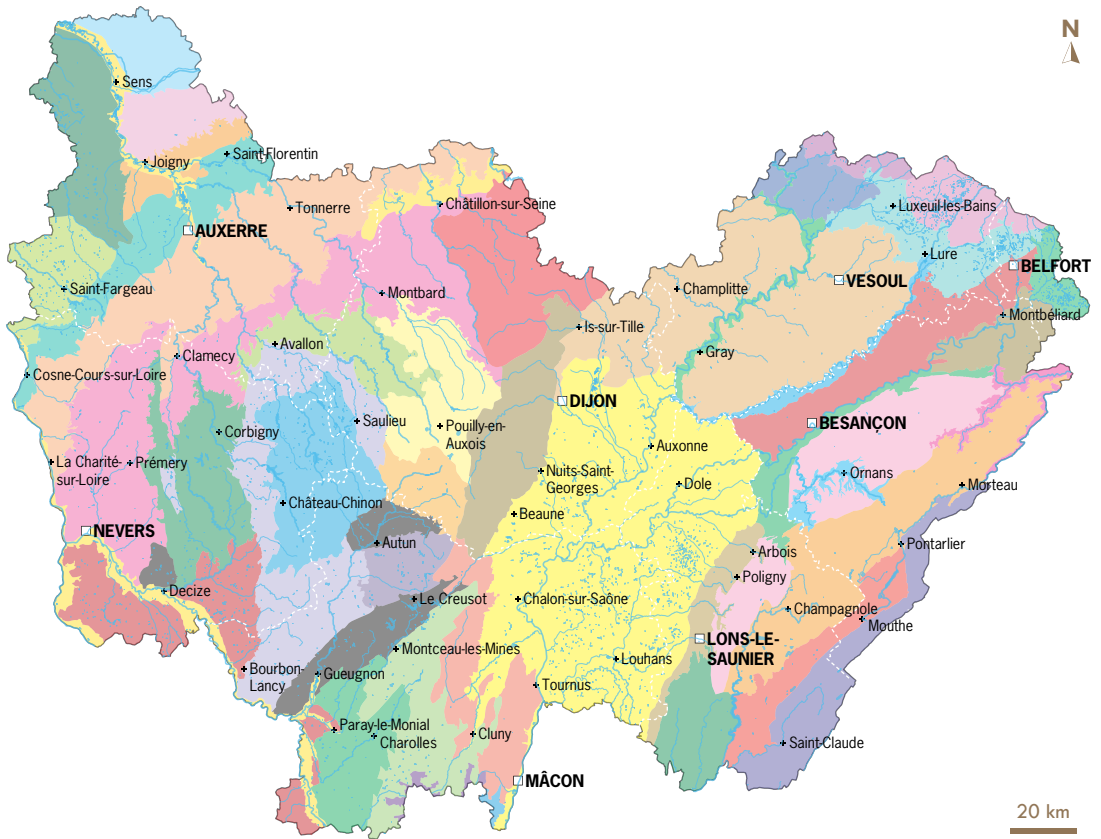 N
Sens
Joigny
Saint-Florentin
Tonnerre
Châtillon-sur-Seine
AUXERRE
Luxeuil-les-Bains
Lure
BELFORT
VESOUL
Saint-Fargeau
Montbard
Champlitte
Montbéliard
Is-sur-Tille
Avallon
Clamecy
Gray
Cosne-Cours-sur-Loire
DIJON
Saulieu
Pouilly-en-
Auxois
Corbigny
BESANÇON
Auxonne
La Charité-
sur-Loire
Prémery
Nuits-Saint-
Georges
Dole
Ornans
Morteau
Château-Chinon
Beaune
NEVERS
Autun
Pontarlier
Arbois
Poligny
Decize
Le Creusot
Chalon-sur-Saône
Champagnole
Mouthe
LONS-LE-
SAUNIER
Montceau-les-Mines
Louhans
Bourbon-
Lancy
Gueugnon
Tournus
Paray-le-Monial
Charolles
Cluny
Saint-Claude
MÂCON
20 km